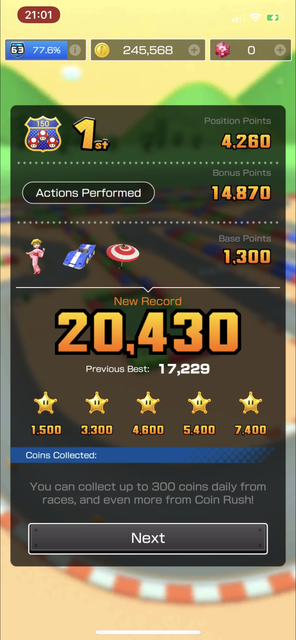 21:01
63 77.6% i 245,568 + 0 +
150 1st Position Points
4,260
Bonus Points
Actions Performed 14,870
Base Points
1,300
New Record
20,430
Previous Best: 17,229
1,500 3,300 4,600 5,400 7,400
Coins Collected:
You can collect up to 300 coins daily from
races, and even more from Coin Rush!
Next